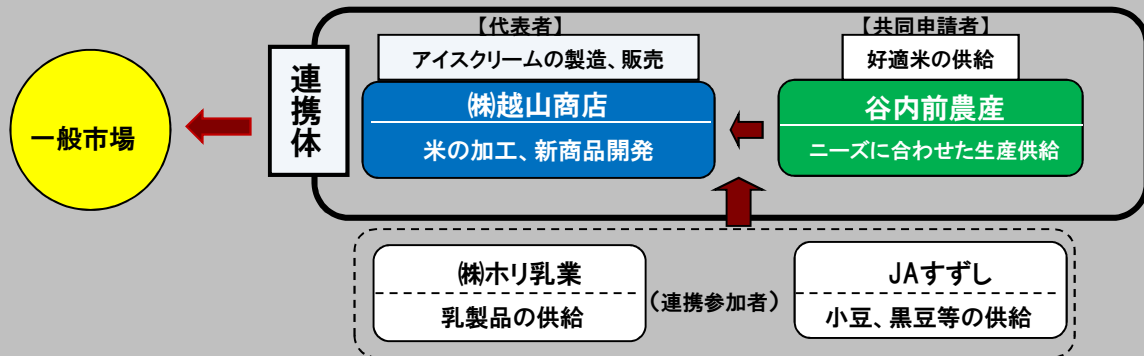 【代表者】
【共同申請者】
アイスクリームの製造、販売
好適米の供給
連携体
一般市場
㈱越山商店
米の加工、新商品開発
谷内前農産
ニーズに合わせた生産供給
㈱ホリ乳業
乳製品の供給
（連携参加者）
JAすずし
小豆、黒豆等の供給